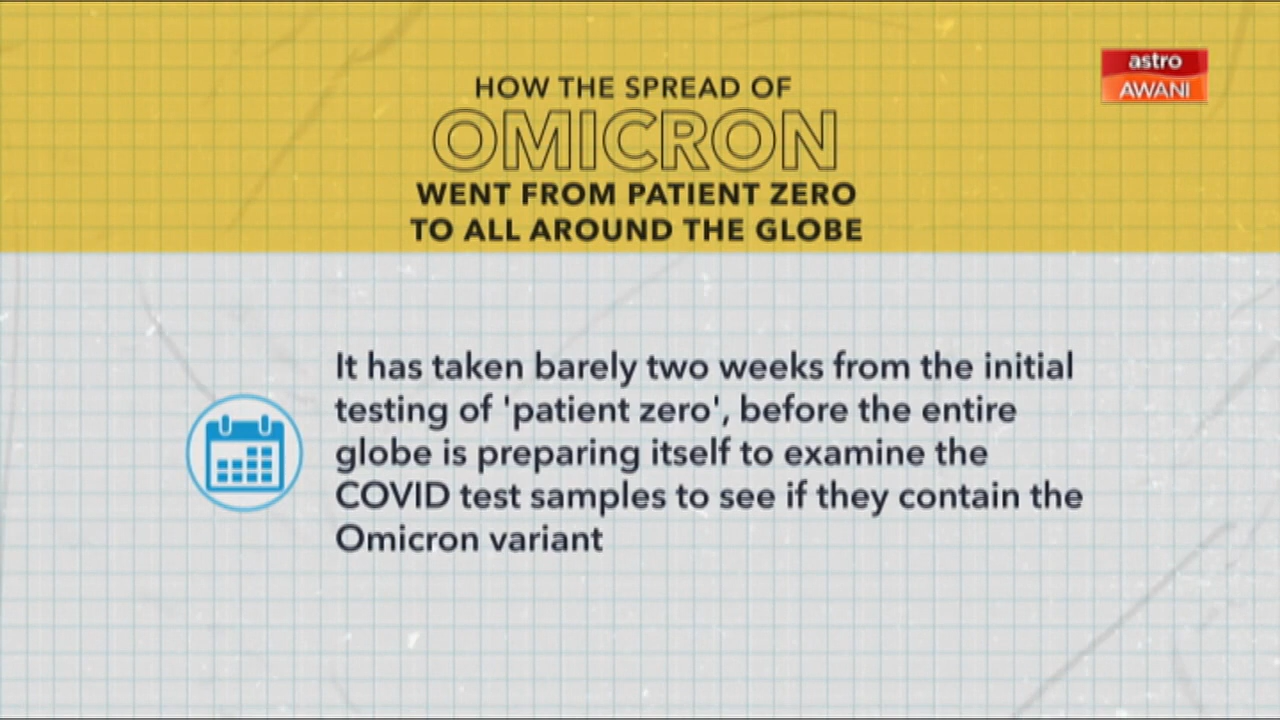 astro
AWANI
HOW THE SPREAD OF
OMICRON
WENT FROM PATIENT ZERO
TO ALL AROUND THE GLOBE
It has taken barely two weeks from the initial
testing of 'patient zero', before the entire
globe is preparing itself to examine the
COVID test samples to see if they contain the
Omicron variant